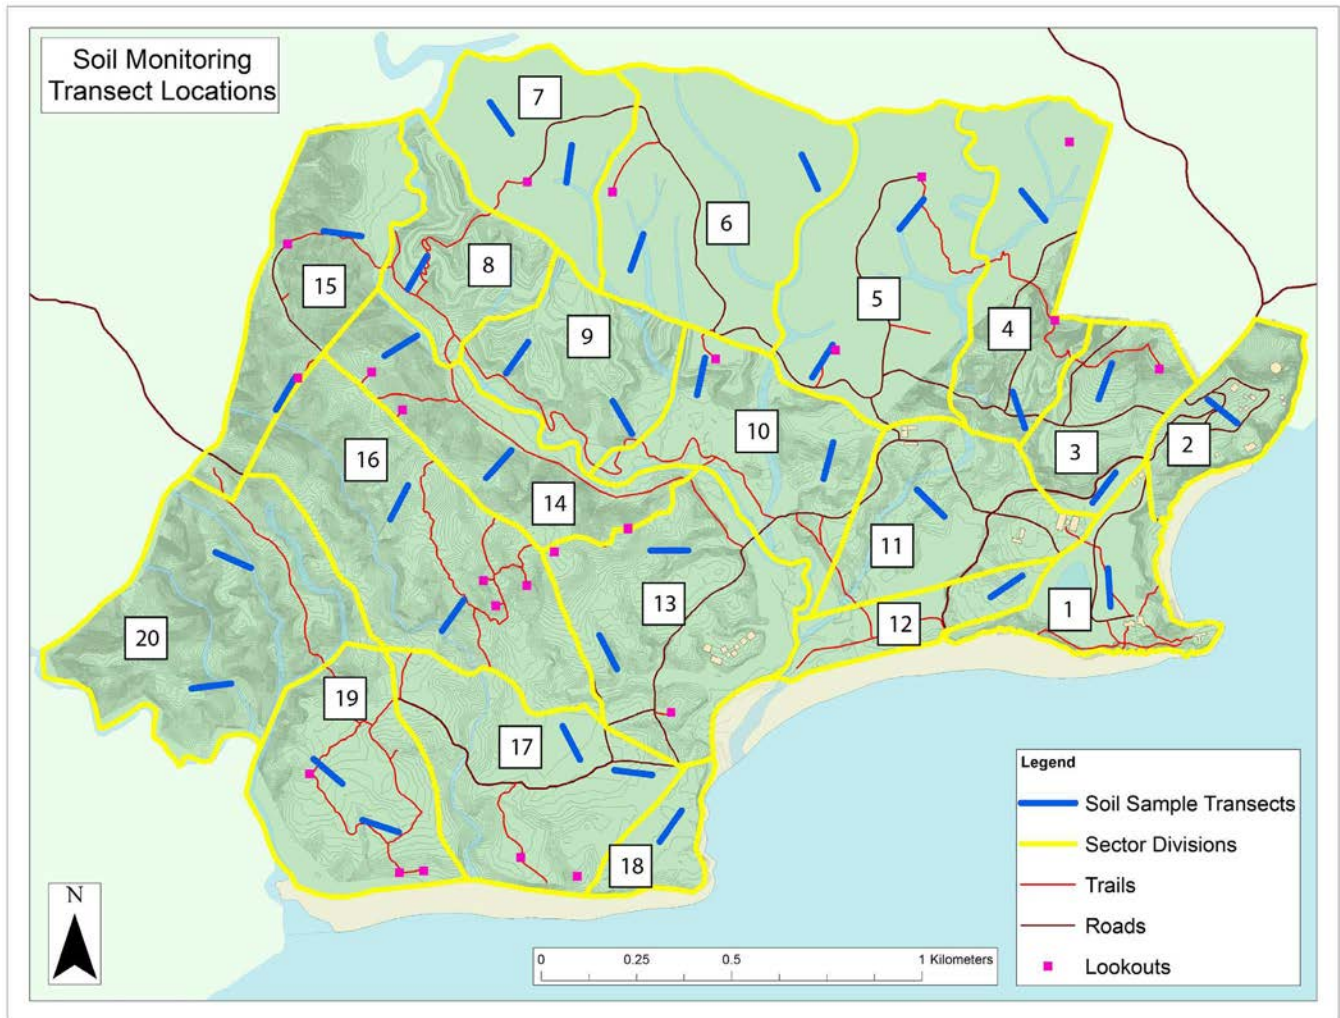 Soil Monitoring
Transect Locations
7
6
8
15
5
4
9
10
3
2
16
14
11
13
12
1
20
19
17
18
Legend
Soil Sample Transects
Sector Divisions
Trails
Roads
Lookouts
N
0 0.25 0.5 1 Kilometers